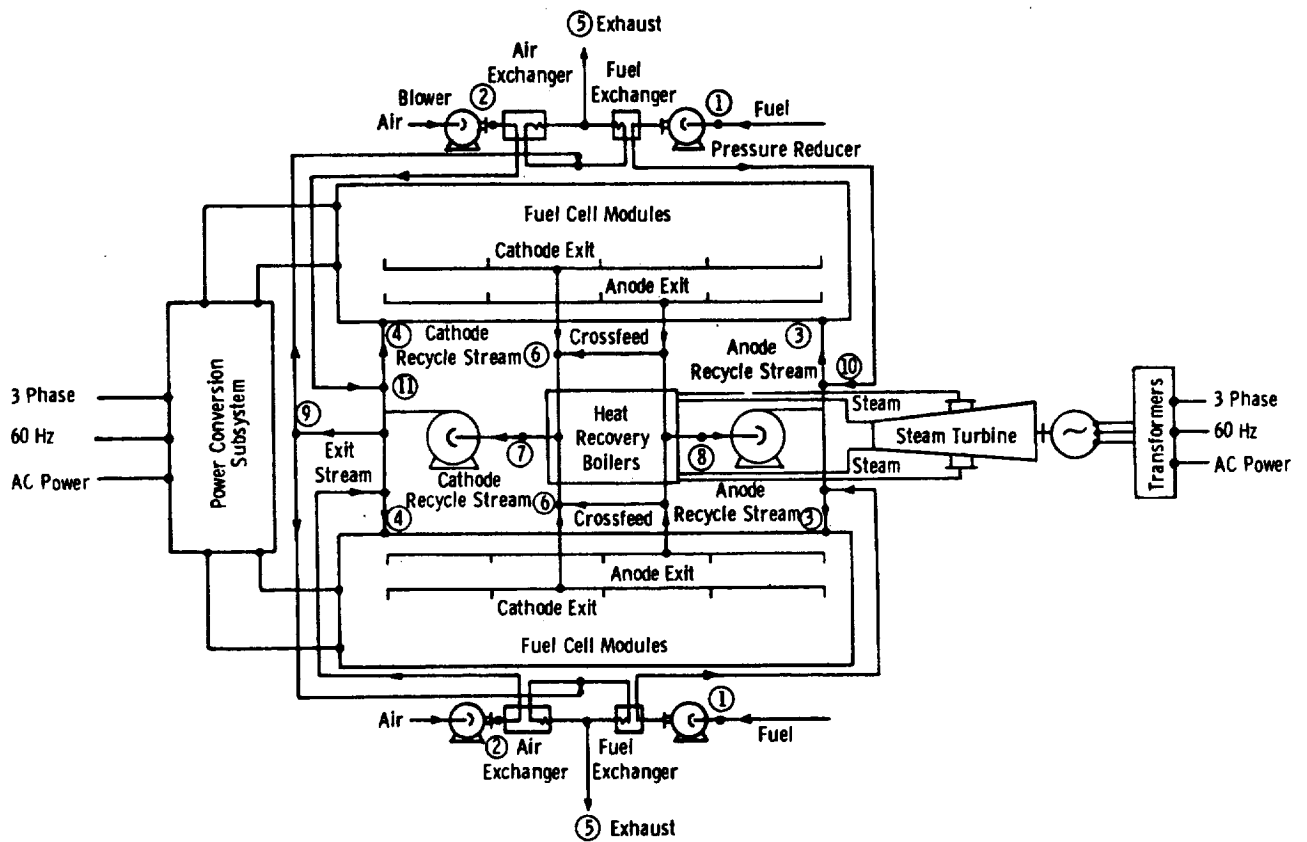 ⑤ Exhaust
Air
Exchanger
Fuel
Exchanger
Blower
②
①
Air
Fuel
Pressure Reducer
Fuel Cell Modules
Cathode Exit
Anode Exit
④
Cathode
Recycle Stream
⑥
Crossfeed
Anode
Recycle Stream
③
⑩
⑪
Power Conversion
Subsystem
3 Phase
60 Hz
AC Power
⑨
Exit
Stream
⑦
Heat
Recovery
Boilers
⑧
Steam
Steam Turbine
Steam
~
Transformers
3 Phase
60 Hz
AC Power
Cathode
Recycle Stream
⑥
Crossfeed
Anode
Recycle Stream
③
④
Anode Exit
Cathode Exit
Fuel Cell Modules
Air
②
Air
Exchanger
Fuel
Exchanger
①
Fuel
⑤ Exhaust